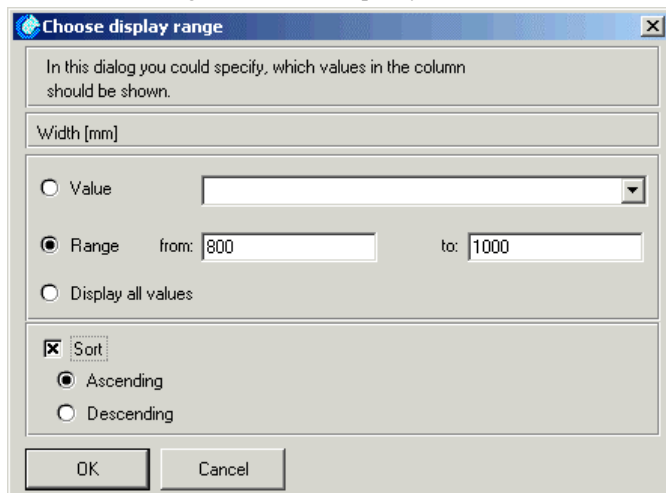 Choose display range
In this dialog you could specify, which values in the column
should be shown.
Width [mm]
Value
Range from: 800 to: 1000
Display all values
Sort
Ascending
Descending
OK Cancel